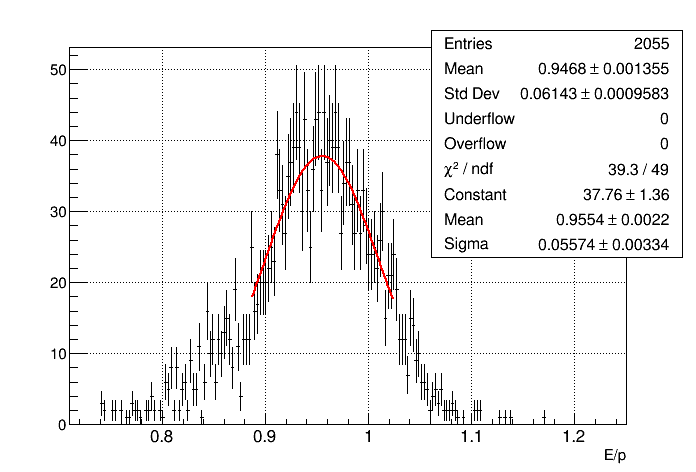 Entries 2055
Mean 0.9468 ± 0.001355
Std Dev 0.06143 ± 0.0009583
Underflow 0
Overflow 0
χ² / ndf 39.3 / 49
Constant 37.76 ± 1.36
Mean 0.9554 ± 0.0022
Sigma 0.05574 ± 0.00334
50
40
30
20
10
0
0.8 0.9 1 1.1 1.2
E/p